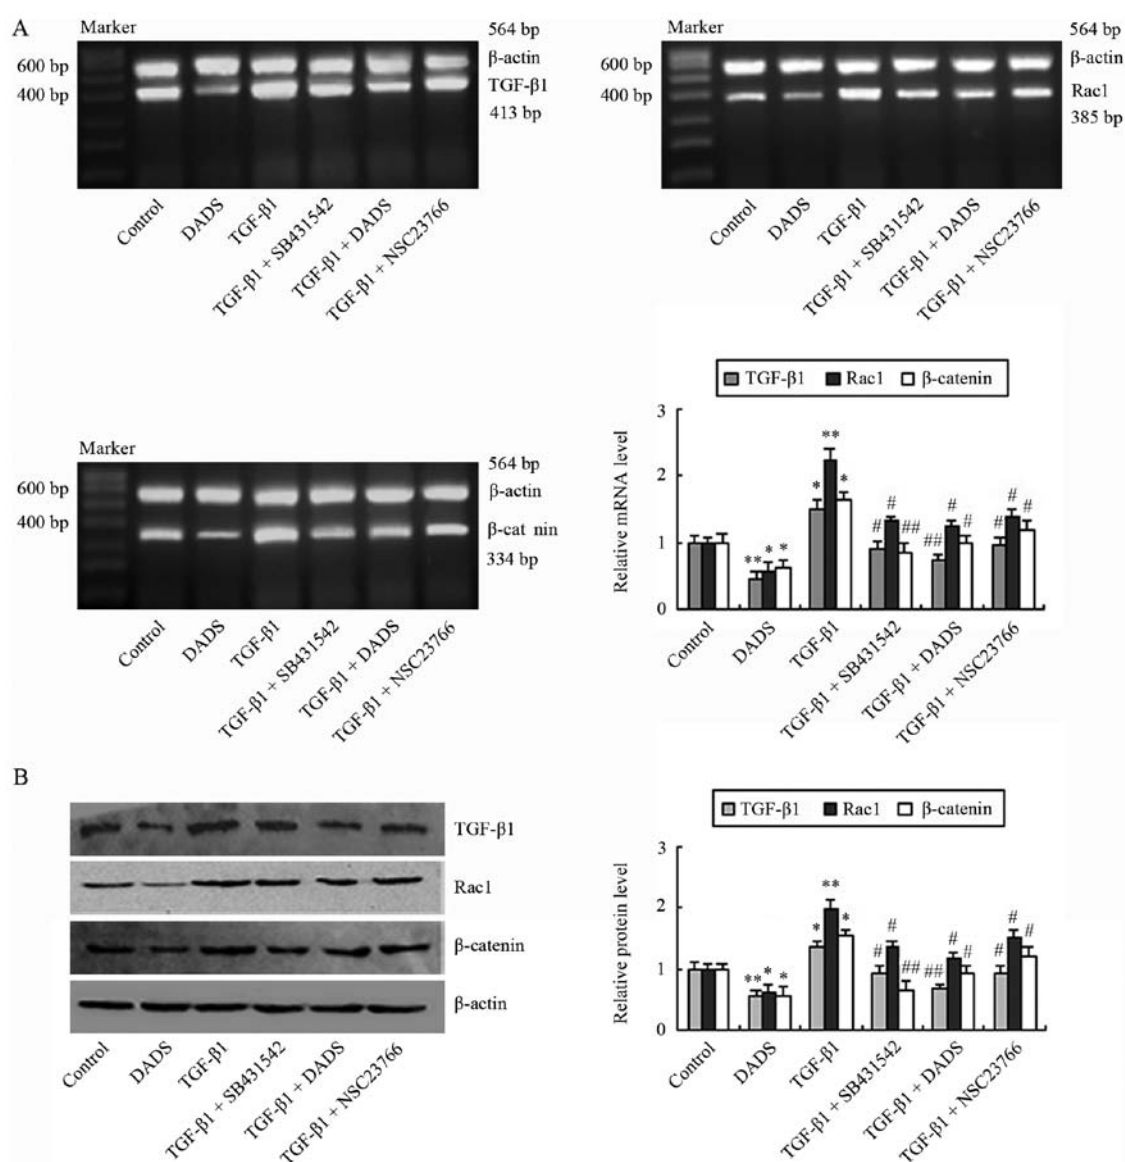 A
Marker
564 bp
600 bp
β-actin
400 bp
TGF-β1
413 bp
Control
DADS
TGF-β1
TGF-β1 + SB431542
TGF-β1 + DADS
TGF-β1 + NSC23766
Marker
564 bp
600 bp
β-actin
400 bp
Rac1
385 bp
Control
DADS
TGF-β1
TGF-β1 + SB431542
TGF-β1 + DADS
TGF-β1 + NSC23766
Marker
564 bp
600 bp
β-actin
400 bp
β-cat nin
334 bp
Control
DADS
TGF-β1
TGF-β1 + SB431542
TGF-β1 + DADS
TGF-β1 + NSC23766
TGF-β1 Rac1 β-catenin
Relative mRNA level
3
2
1
0
** * *
* ** *
# # ##
## # #
# # #
Control
DADS
TGF-β1
TGF-β1 + SB431542
TGF-β1 + DADS
TGF-β1 + NSC23766
B
TGF-β1
Rac1
β-catenin
β-actin
Control
DADS
TGF-β1
TGF-β1 + SB431542
TGF-β1 + DADS
TGF-β1 + NSC23766
TGF-β1 Rac1 β-catenin
Relative protein level
3
2
1
0
** * *
* ** *
# # ##
## # #
# # #
Control
DADS
TGF-β1
TGF-β1 + SB431542
TGF-β1 + DADS
TGF-β1 + NSC23766